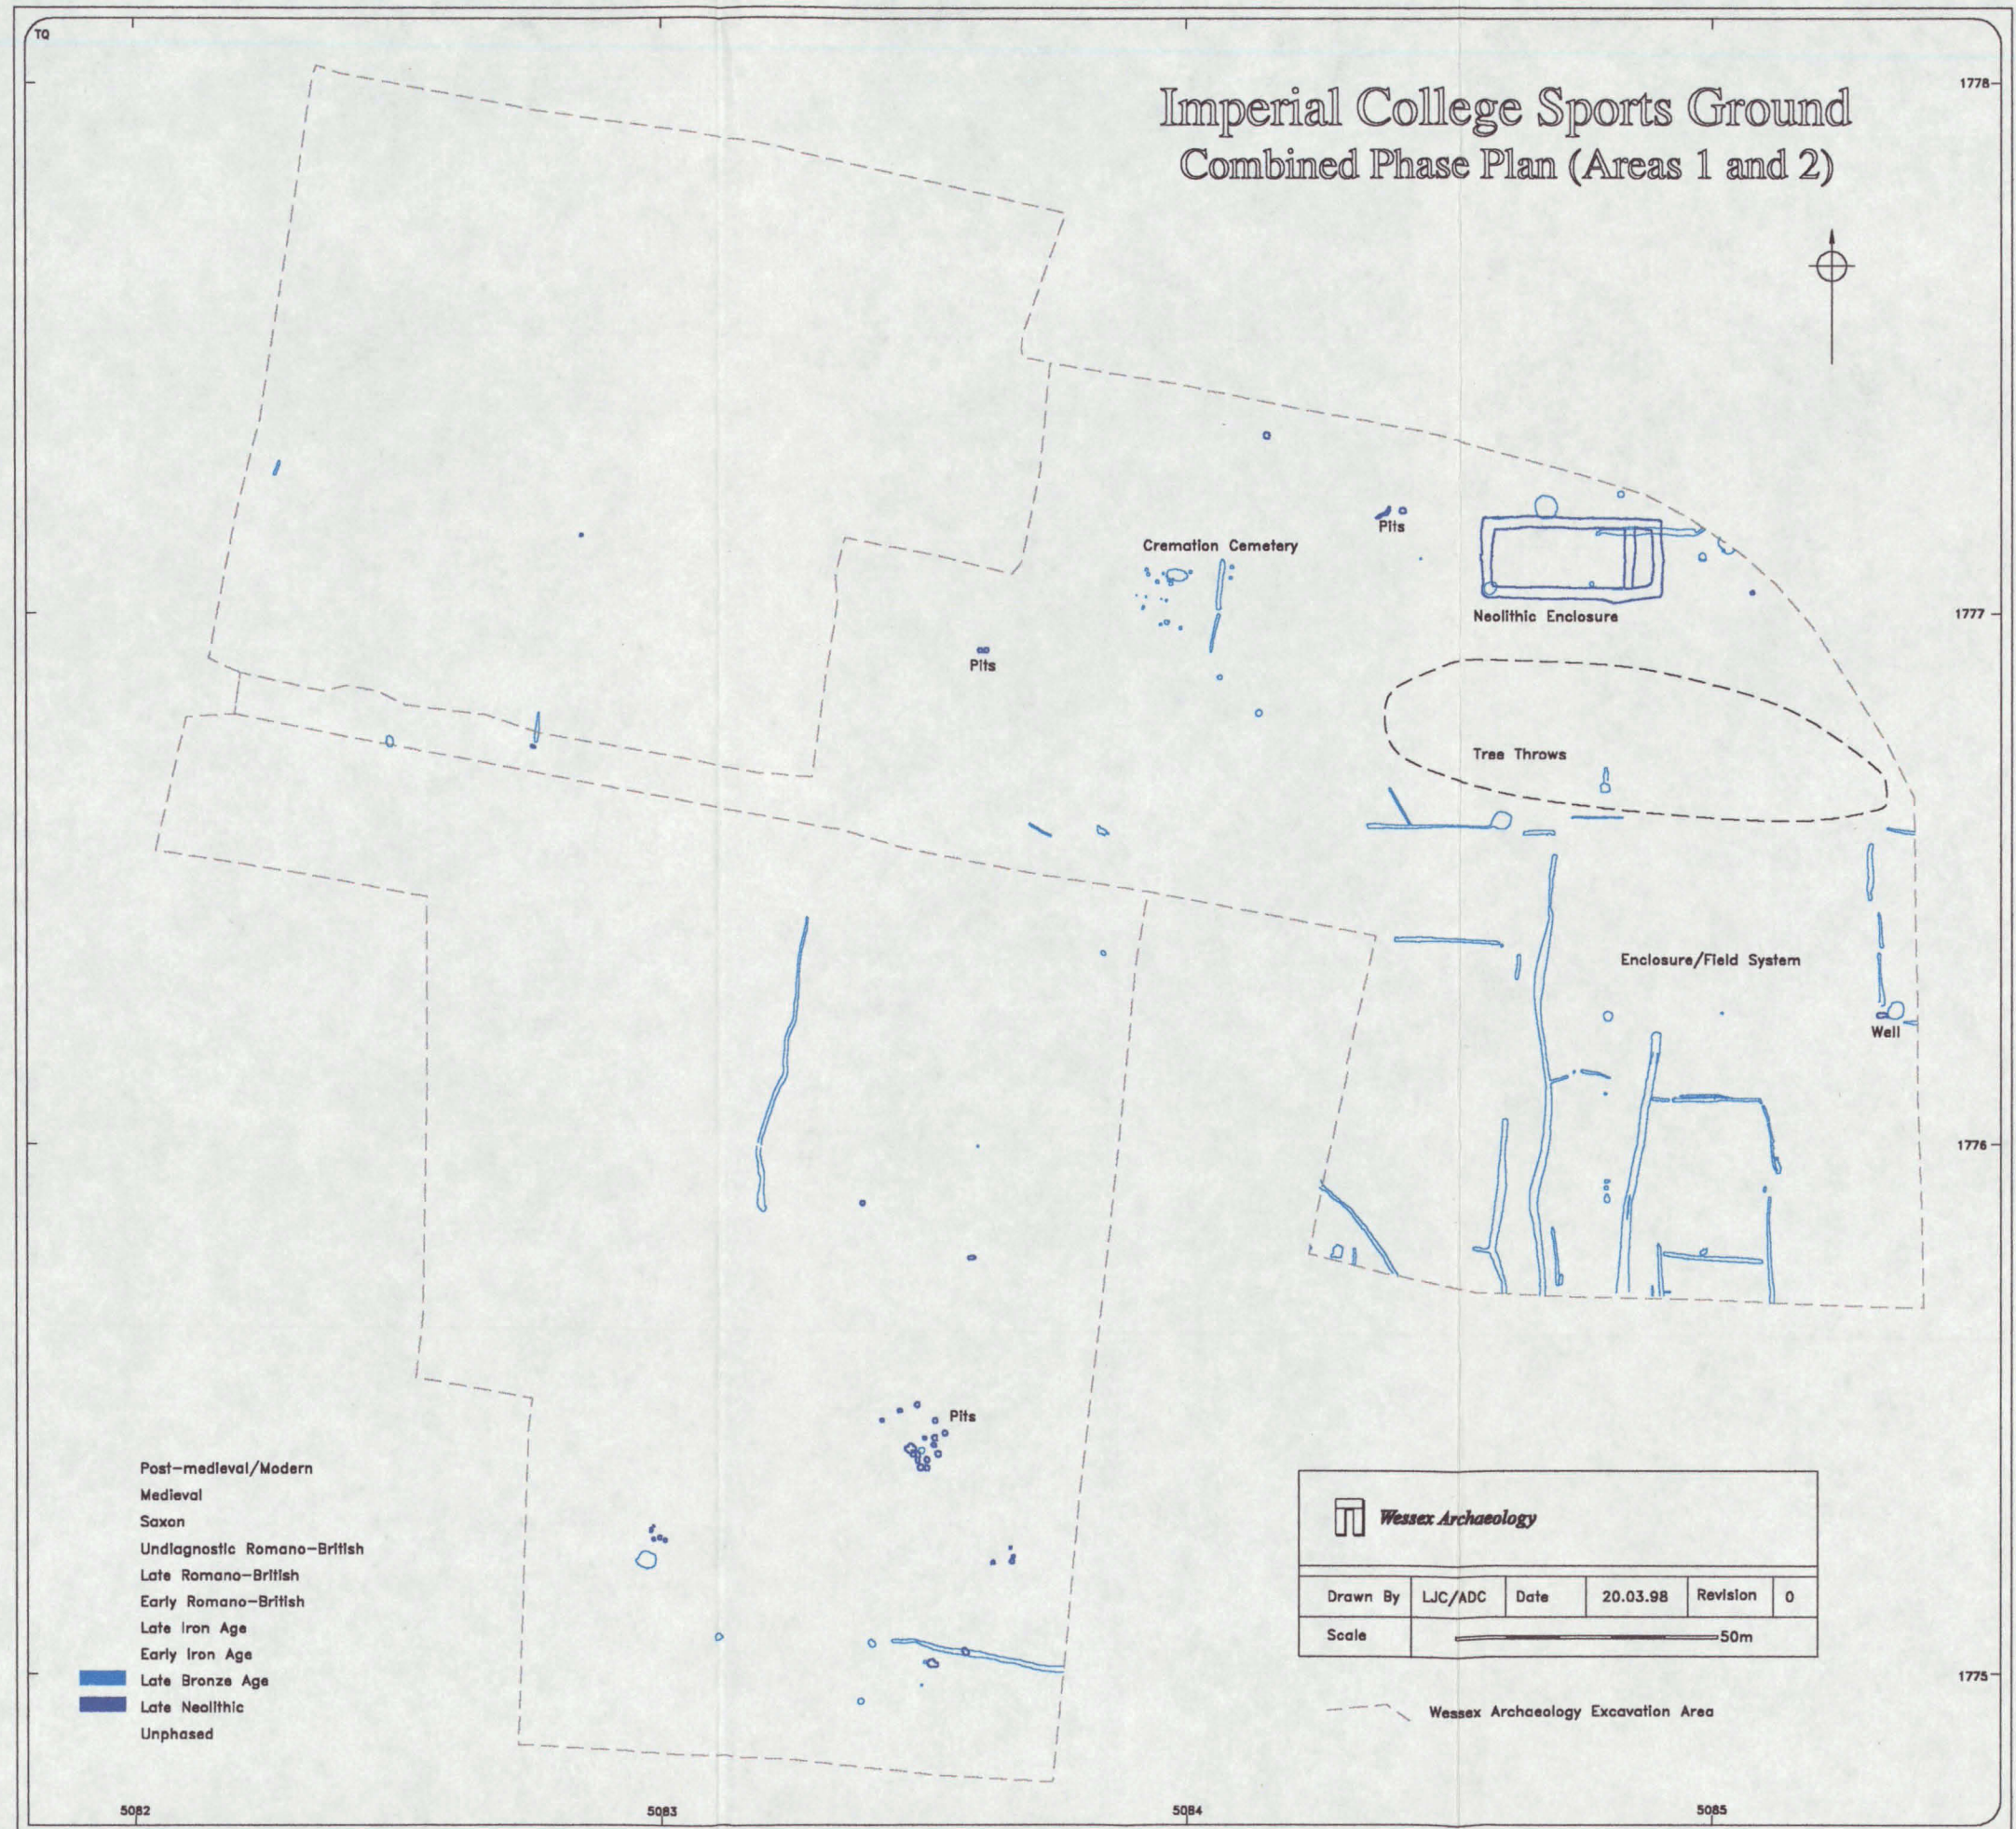 TQ
1778
Imperial College Sports Ground
Combined Phase Plan (Areas 1 and 2)
Pits
Cremation Cemetery
Neolithic Enclosure
1777
Pits
Tree Throws
Enclosure/Field System
Well
1776
Pits
Post-medieval/Modern
Medieval
Saxon
Undiagnostic Romano-British
Late Romano-British
Early Romano-British
Late Iron Age
Early Iron Age
Late Bronze Age
Late Neolithic
Unphased
Wessex Archaeology
Drawn By LJC/ADC Date 20.03.98 Revision 0
Scale 50m
1775
Wessex Archaeology Excavation Area
5082 5083 5084 5085